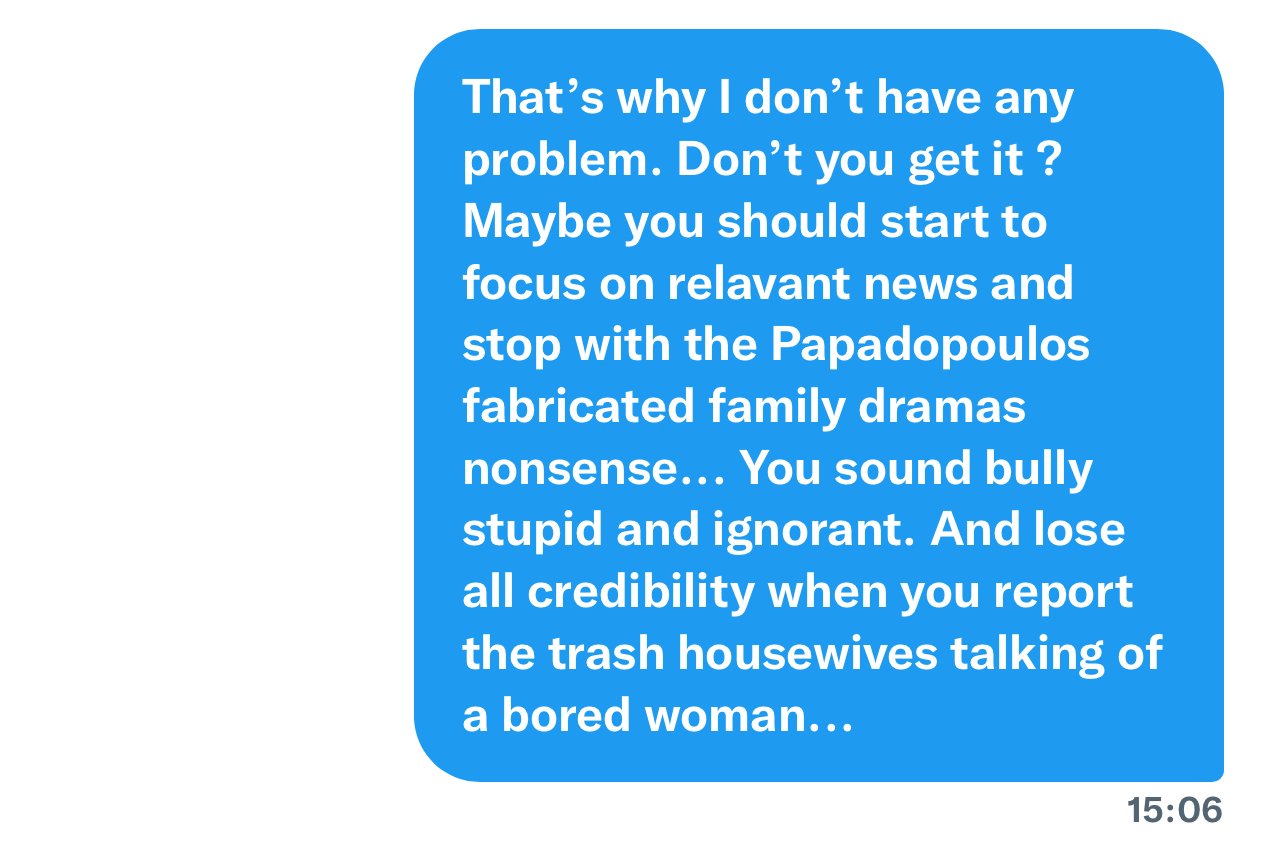 That’s why I don’t have any
problem. Don’t you get it ?
Maybe you should start to
focus on relavant news and
stop with the Papadopoulos
fabricated family dramas
nonsense… You sound bully
stupid and ignorant. And lose
all credibility when you report
the trash housewives talking of
a bored woman…
15:06